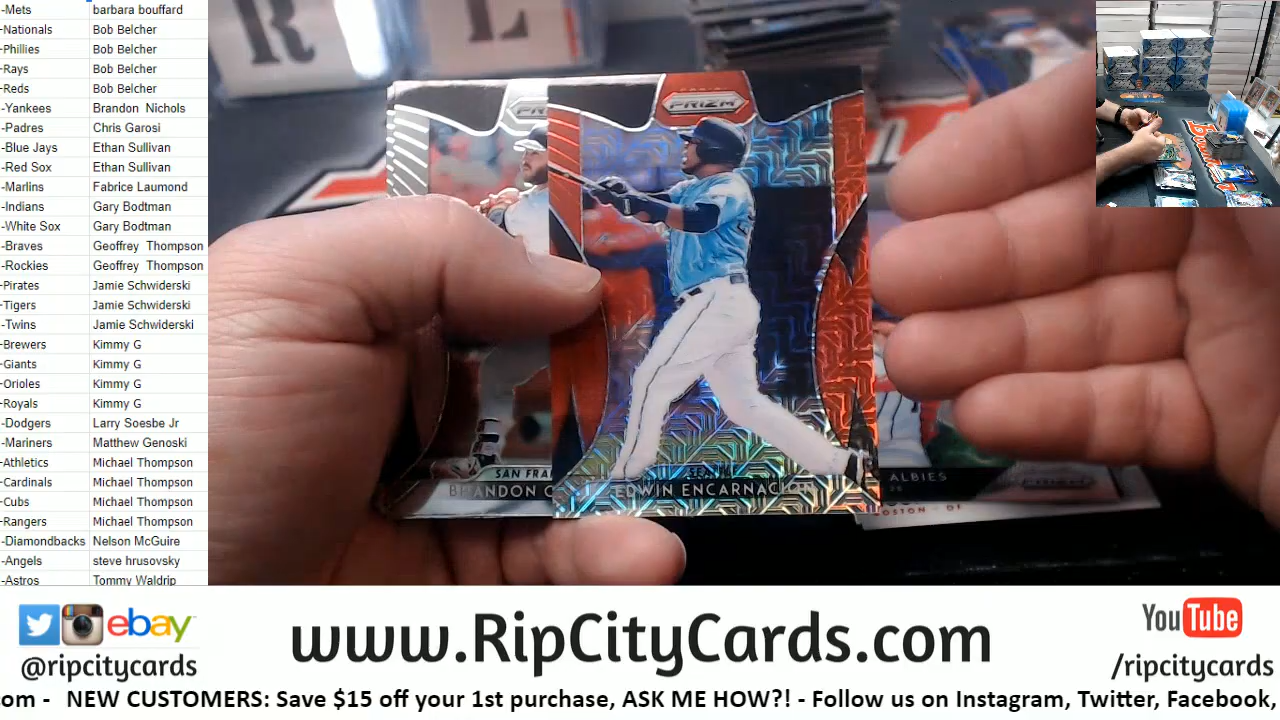 -Mets barbara bouffard
-Nationals Bob Belcher
-Phillies Bob Belcher
-Rays Bob Belcher
-Reds Bob Belcher
-Yankees Brandon Nichols
-Padres Chris Garosi
-Blue Jays Ethan Sullivan
-Red Sox Ethan Sullivan
-Marlins Fabrice Laumond
-Indians Gary Bodtman
-White Sox Gary Bodtman
-Braves Geoffrey Thompson
-Rockies Geoffrey Thompson
-Pirates Jamie Schwiderski
-Tigers Jamie Schwiderski
-Twins Jamie Schwiderski
-Brewers Kimmy G
-Giants Kimmy G
-Orioles Kimmy G
-Royals Kimmy G
-Dodgers Larry Soesbe Jr
-Mariners Matthew Genoski
-Athletics Michael Thompson
-Cardinals Michael Thompson
-Cubs Michael Thompson
-Rangers Michael Thompson
-Diamondbacks Nelson McGuire
-Angels steve hrusovsky
-Astros Tommy Waldrip
R L
PRIZM
SAN FRA
BRANDON C
SEATTLE
EDWIN ENCARNACION
ALBIES
OSTON - OF
ebay
@ripcitycards
www.RipCityCards.com
YouTube
/ripcitycards
om - NEW CUSTOMERS: Save $15 off your 1st purchase, ASK ME HOW?! - Follow us on Instagram, Twitter, Facebook,